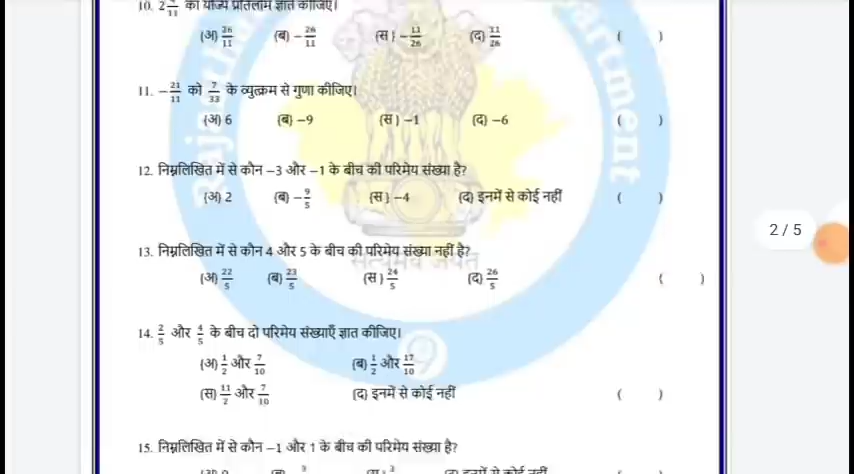 10. 2 4/11 का योज्य प्रतिलोम ज्ञात कीजिए।
(अ) 26/11 (ब) −26/11 (स) −11/26 (द) 11/26 ( )
11. −21/11 को 7/33 के व्युत्क्रम से गुणा कीजिए।
(अ) 6 (ब) −9 (स) −1 (द) −6 ( )
12. निम्नलिखित में से कौन −3 और −1 के बीच की परिमेय संख्या है?
(अ) 2 (ब) −9/5 (स) −4 (द) इनमें से कोई नहीं ( )
2 / 5
13. निम्नलिखित में से कौन 4 और 5 के बीच की परिमेय संख्या नहीं है?
सत्यमेव जयते
(अ) 22/5 (ब) 23/5 (स) 24/5 (द) 26/5 ( )
14. 2/5 और 4/5 के बीच दो परिमेय संख्याएँ ज्ञात कीजिए।
(अ) 1/2 और 7/10 (ब) 1/2 और 17/10
(स) 11/2 और 7/10 (द) इनमें से कोई नहीं ( )
15. निम्नलिखित में से कौन −1 और 1 के बीच की परिमेय संख्या है?